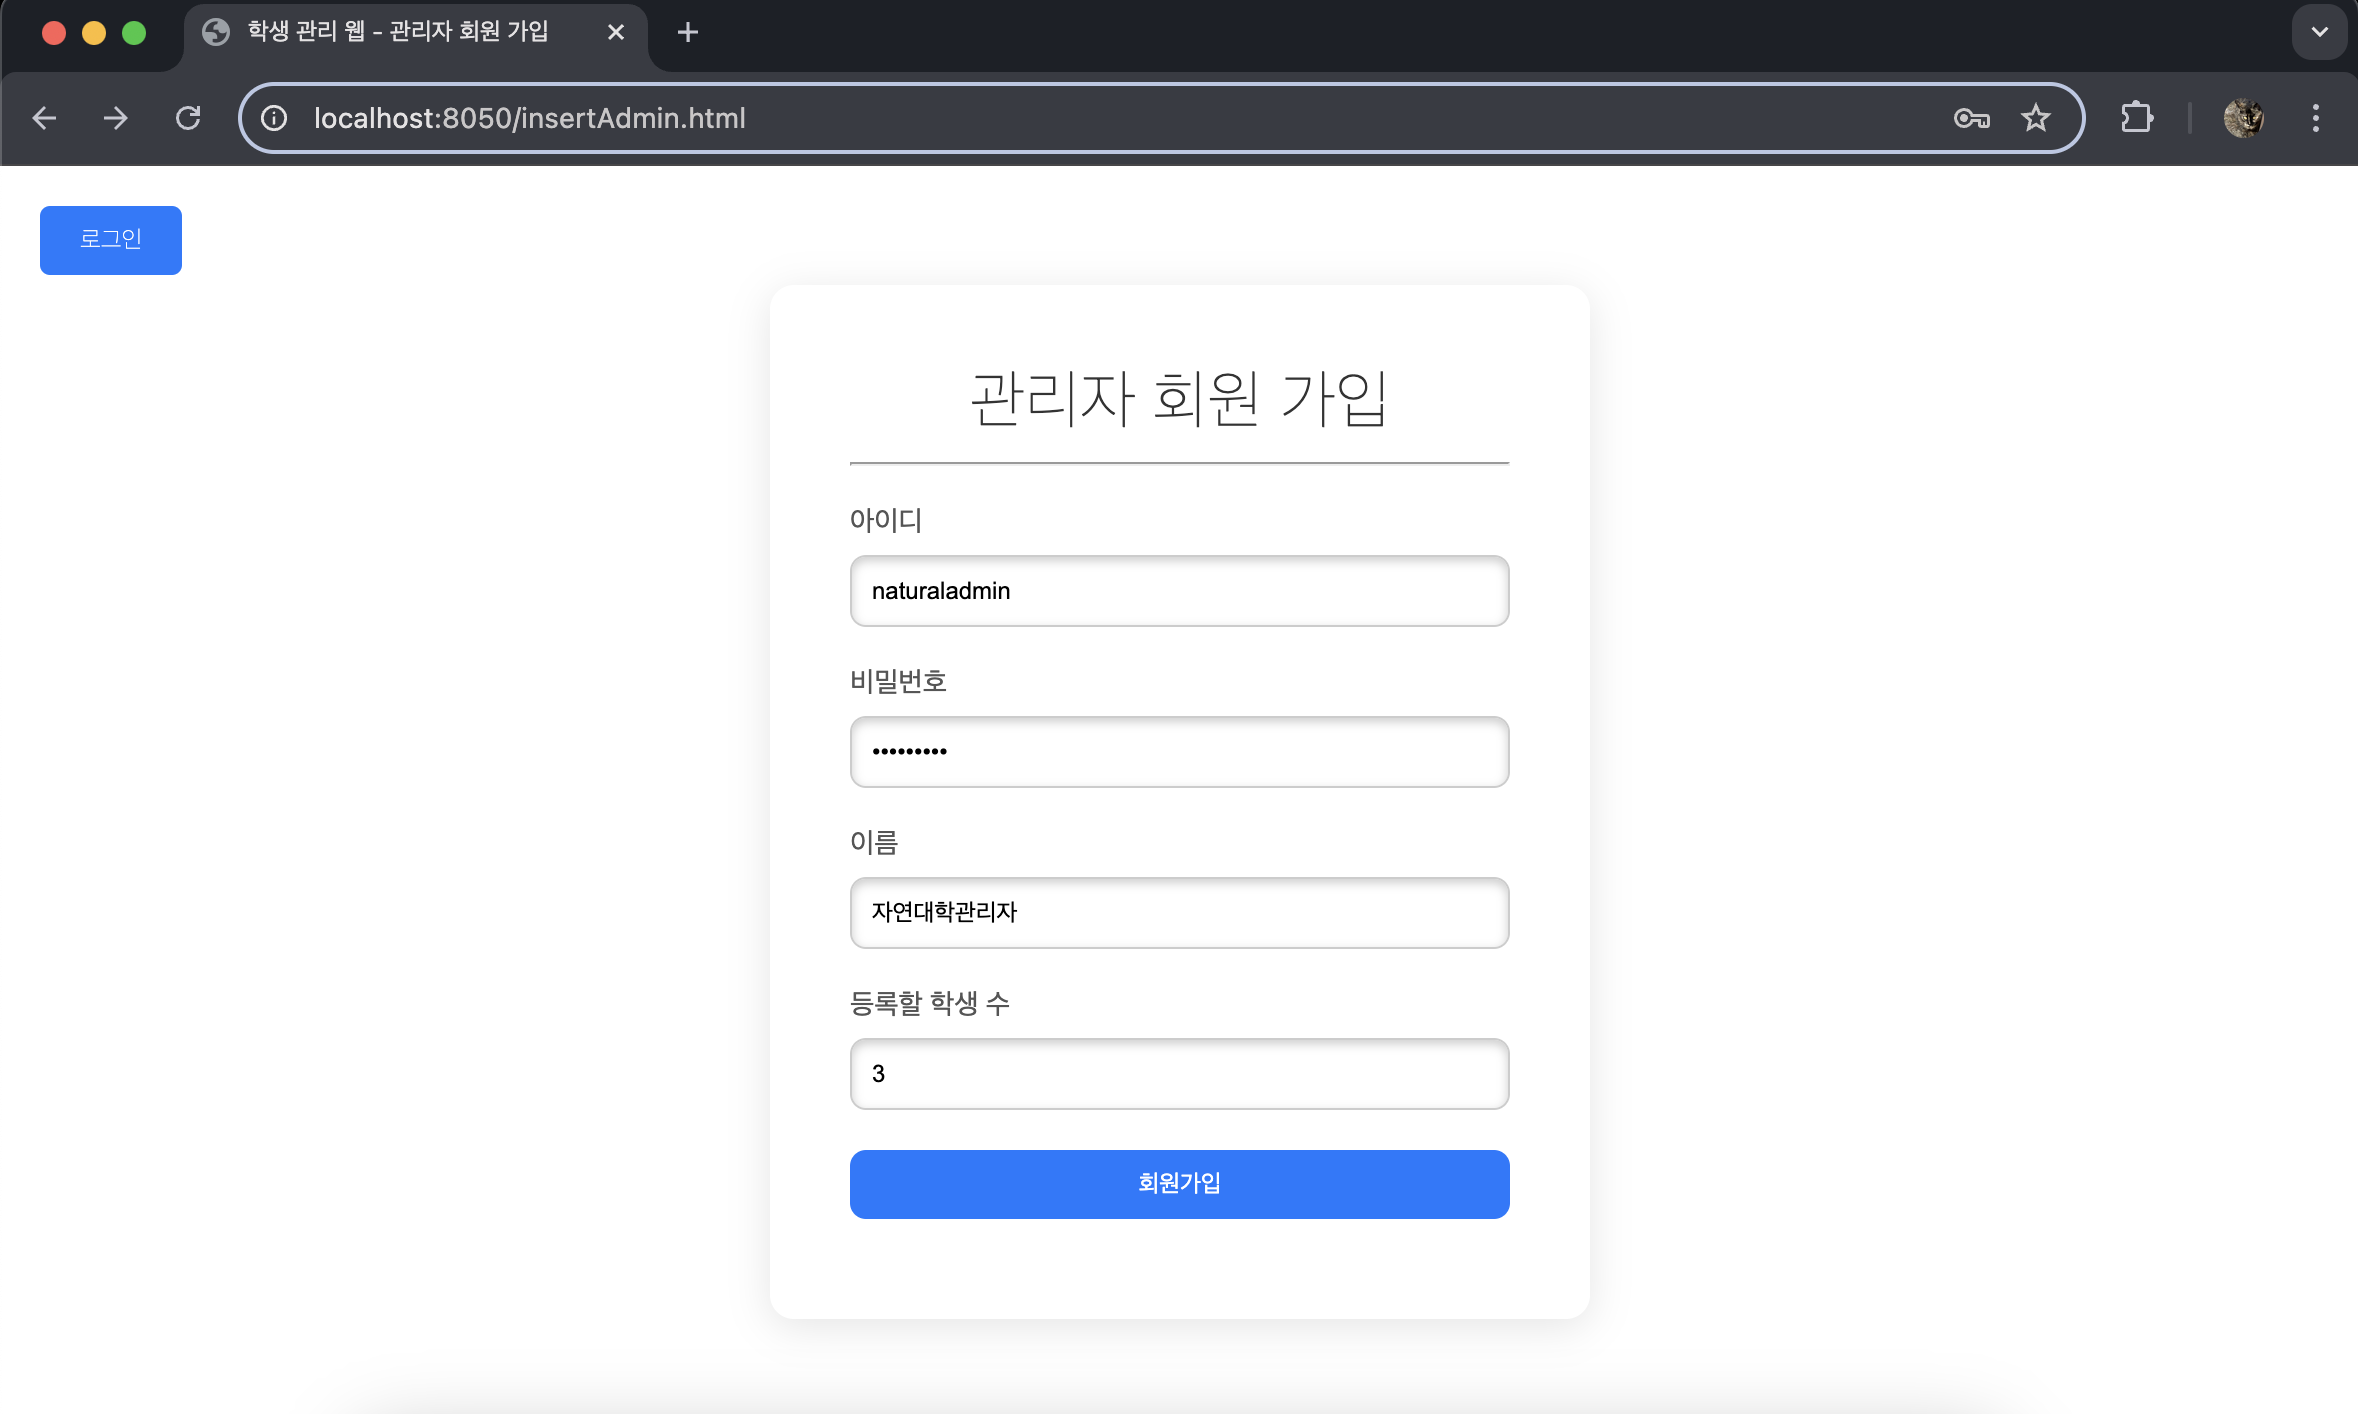 학생 관리 웹 - 관리자 회원 가입
localhost:8050/insertAdmin.html
로그인
관리자 회원 가입
아이디
naturaladmin
비밀번호
•••••••••
이름
자연대학관리자
등록할 학생 수
3
회원가입